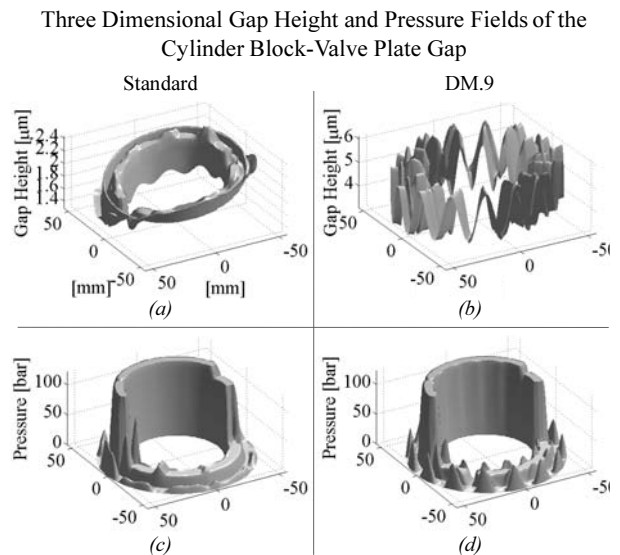 Three Dimensional Gap Height and Pressure Fields of the
Cylinder Block-Valve Plate Gap
Standard
DM.9
Gap Height [μm]
2.4
2.2
2
1.8
1.6
1.4
50
0
-50
[mm]
50
0
-50
[mm]
(a)
Gap Height [μm]
6
5
4
50
0
-50
50
0
-50
(b)
Pressure [bar]
100
50
0
50
0
-50
50
0
-50
(c)
Pressure [bar]
100
50
0
50
0
-50
50
0
-50
(d)